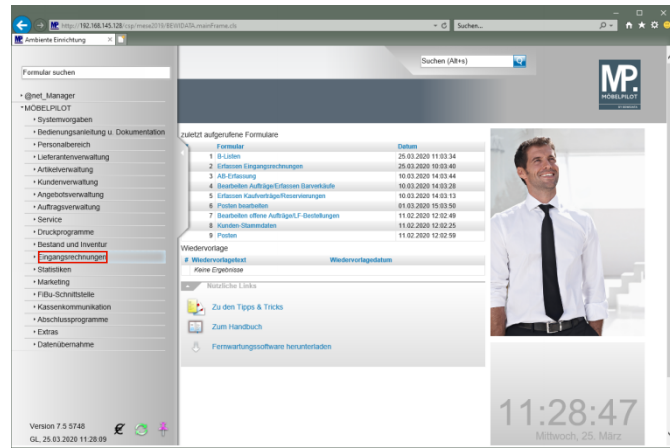 http://192.168.145.128/csp/mese2019/BEWIDATA.mainFrame.cls
Suchen...
Ambiente Einrichtung
Suchen (Alt+s)
Formular suchen
MP.
MÖBELPILOT
@net_Manager
MÖBELPILOT
Systemvorgaben
Bedienungsanleitung u. Dokumentation
Personalbereich
Lieferantenverwaltung
Artikelverwaltung
Kundenverwaltung
Angebotsverwaltung
Auftragsverwaltung
Service
Druckprogramme
Bestand und Inventur
Eingangsrechnungen
Statistiken
Marketing
FiBu-Schnittstelle
Kassenkommunikation
Abschlussprogramme
Extras
Datenübernahme
Version 7.5 5748
GL, 25.03.2020 11:28:09
zuletzt aufgerufene Formulare
Formular Datum
1 B-Listen 25.03.2020 11:03:34
2 Erfassen Eingangsrechnungen 25.03.2020 10:03:40
3 AB-Erfassung 10.03.2020 14:03:44
4 Bearbeiten Aufträge/Erfassen Barverkäufe 10.03.2020 14:03:28
5 Erfassen Kaufverträge/Reservierungen 10.03.2020 14:03:13
6 Posten bearbeiten 01.03.2020 15:03:50
7 Bearbeiten offene Aufträge/LF-Bestellungen 11.02.2020 12:02:49
8 Kunden-Stammdaten 11.02.2020 12:02:25
9 Posten 11.02.2020 12:02:59
Wiedervorlage
# Wiedervorlagetext Wiedervorlagedatum
Keine Ergebnisse
Nützliche Links
Zu den Tipps & Tricks
Zum Handbuch
Fernwartungssoftware herunterladen
11:28:47
Mittwoch, 25. März